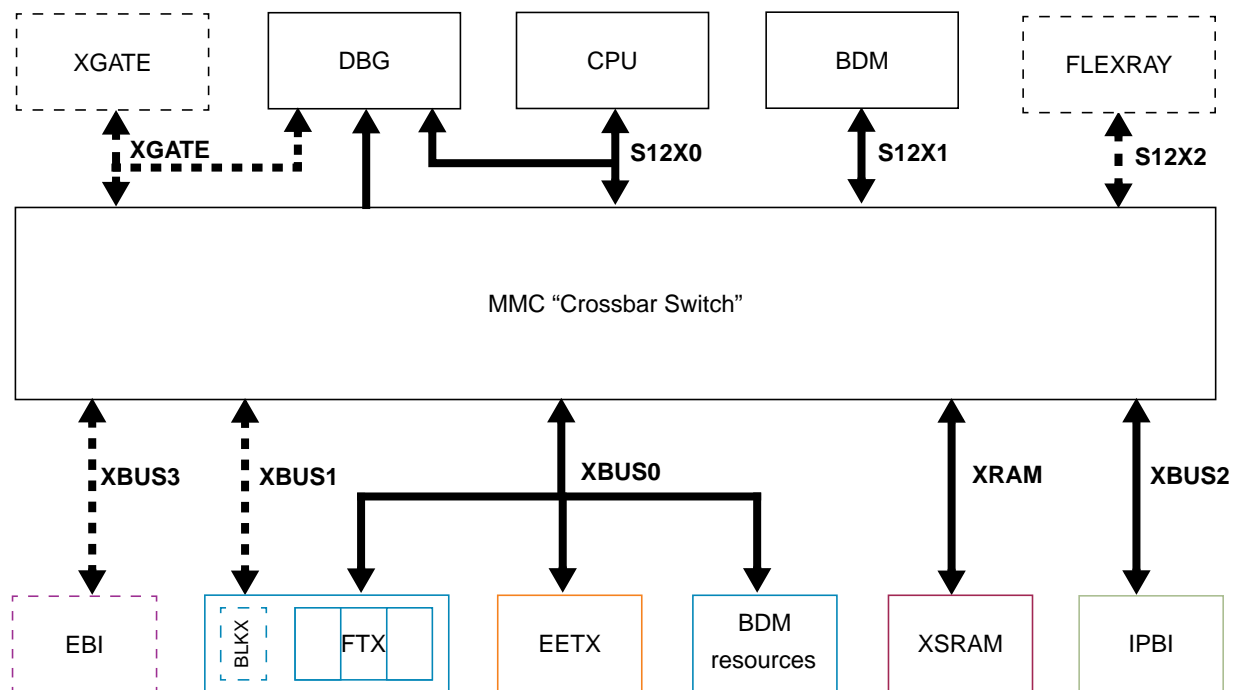 XGATE
DBG
CPU
BDM
FLEXRAY
XGATE
S12X0
S12X1
S12X2
MMC “Crossbar Switch”
XBUS3
XBUS1
XBUS0
XRAM
XBUS2
EBI
BLKX
FTX
EETX
BDM
resources
XSRAM
IPBI